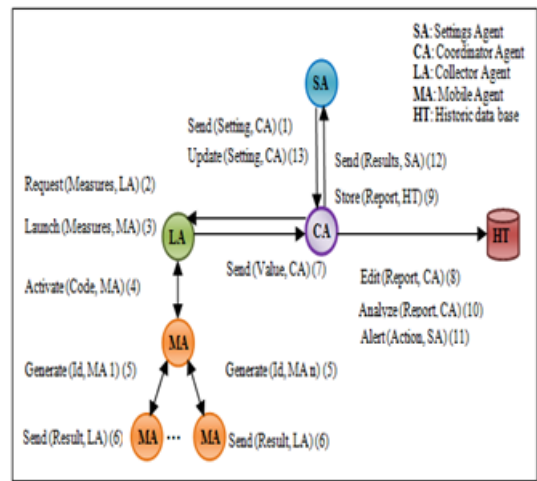 SA: Settings Agent
CA: Coordinator Agent
LA: Collector Agent
MA: Mobile Agent
HT: Historic data base
SA
Send (Setting, CA) (1)
Update (Setting, CA) (13)
Send (Results, SA) (12)
Request (Measures, LA) (2)
Store (Report, HT) (9)
Launch (Measures, MA) (3)
LA
CA
HT
Send (Value, CA) (7)
Edit (Report, CA) (8)
Activate (Code, MA) (4)
Analyze (Report, CA) (10)
Alert (Action, SA) (11)
MA
Generate (Id, MA 1) (5)
Generate (Id, MA n) (5)
Send (Result, LA) (6)
MA
...
MA
Send (Result, LA) (6)